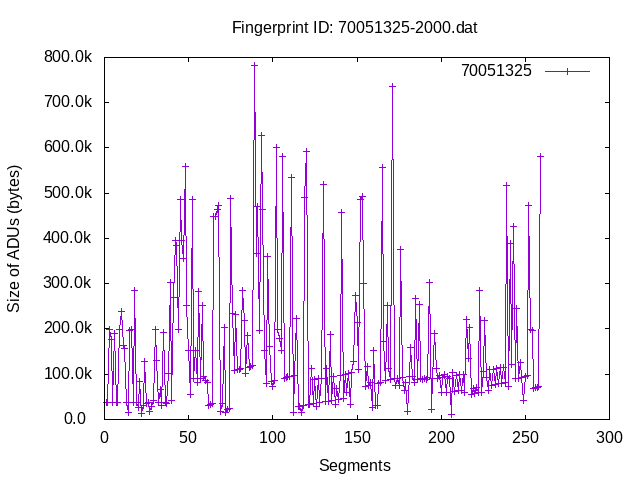 Fingerprint ID: 70051325-2000.dat
800.0k
700.0k
600.0k
500.0k
400.0k
300.0k
200.0k
100.0k
0.0
Size of ADUs (bytes)
70051325
0
50
100
150
200
250
300
Segments